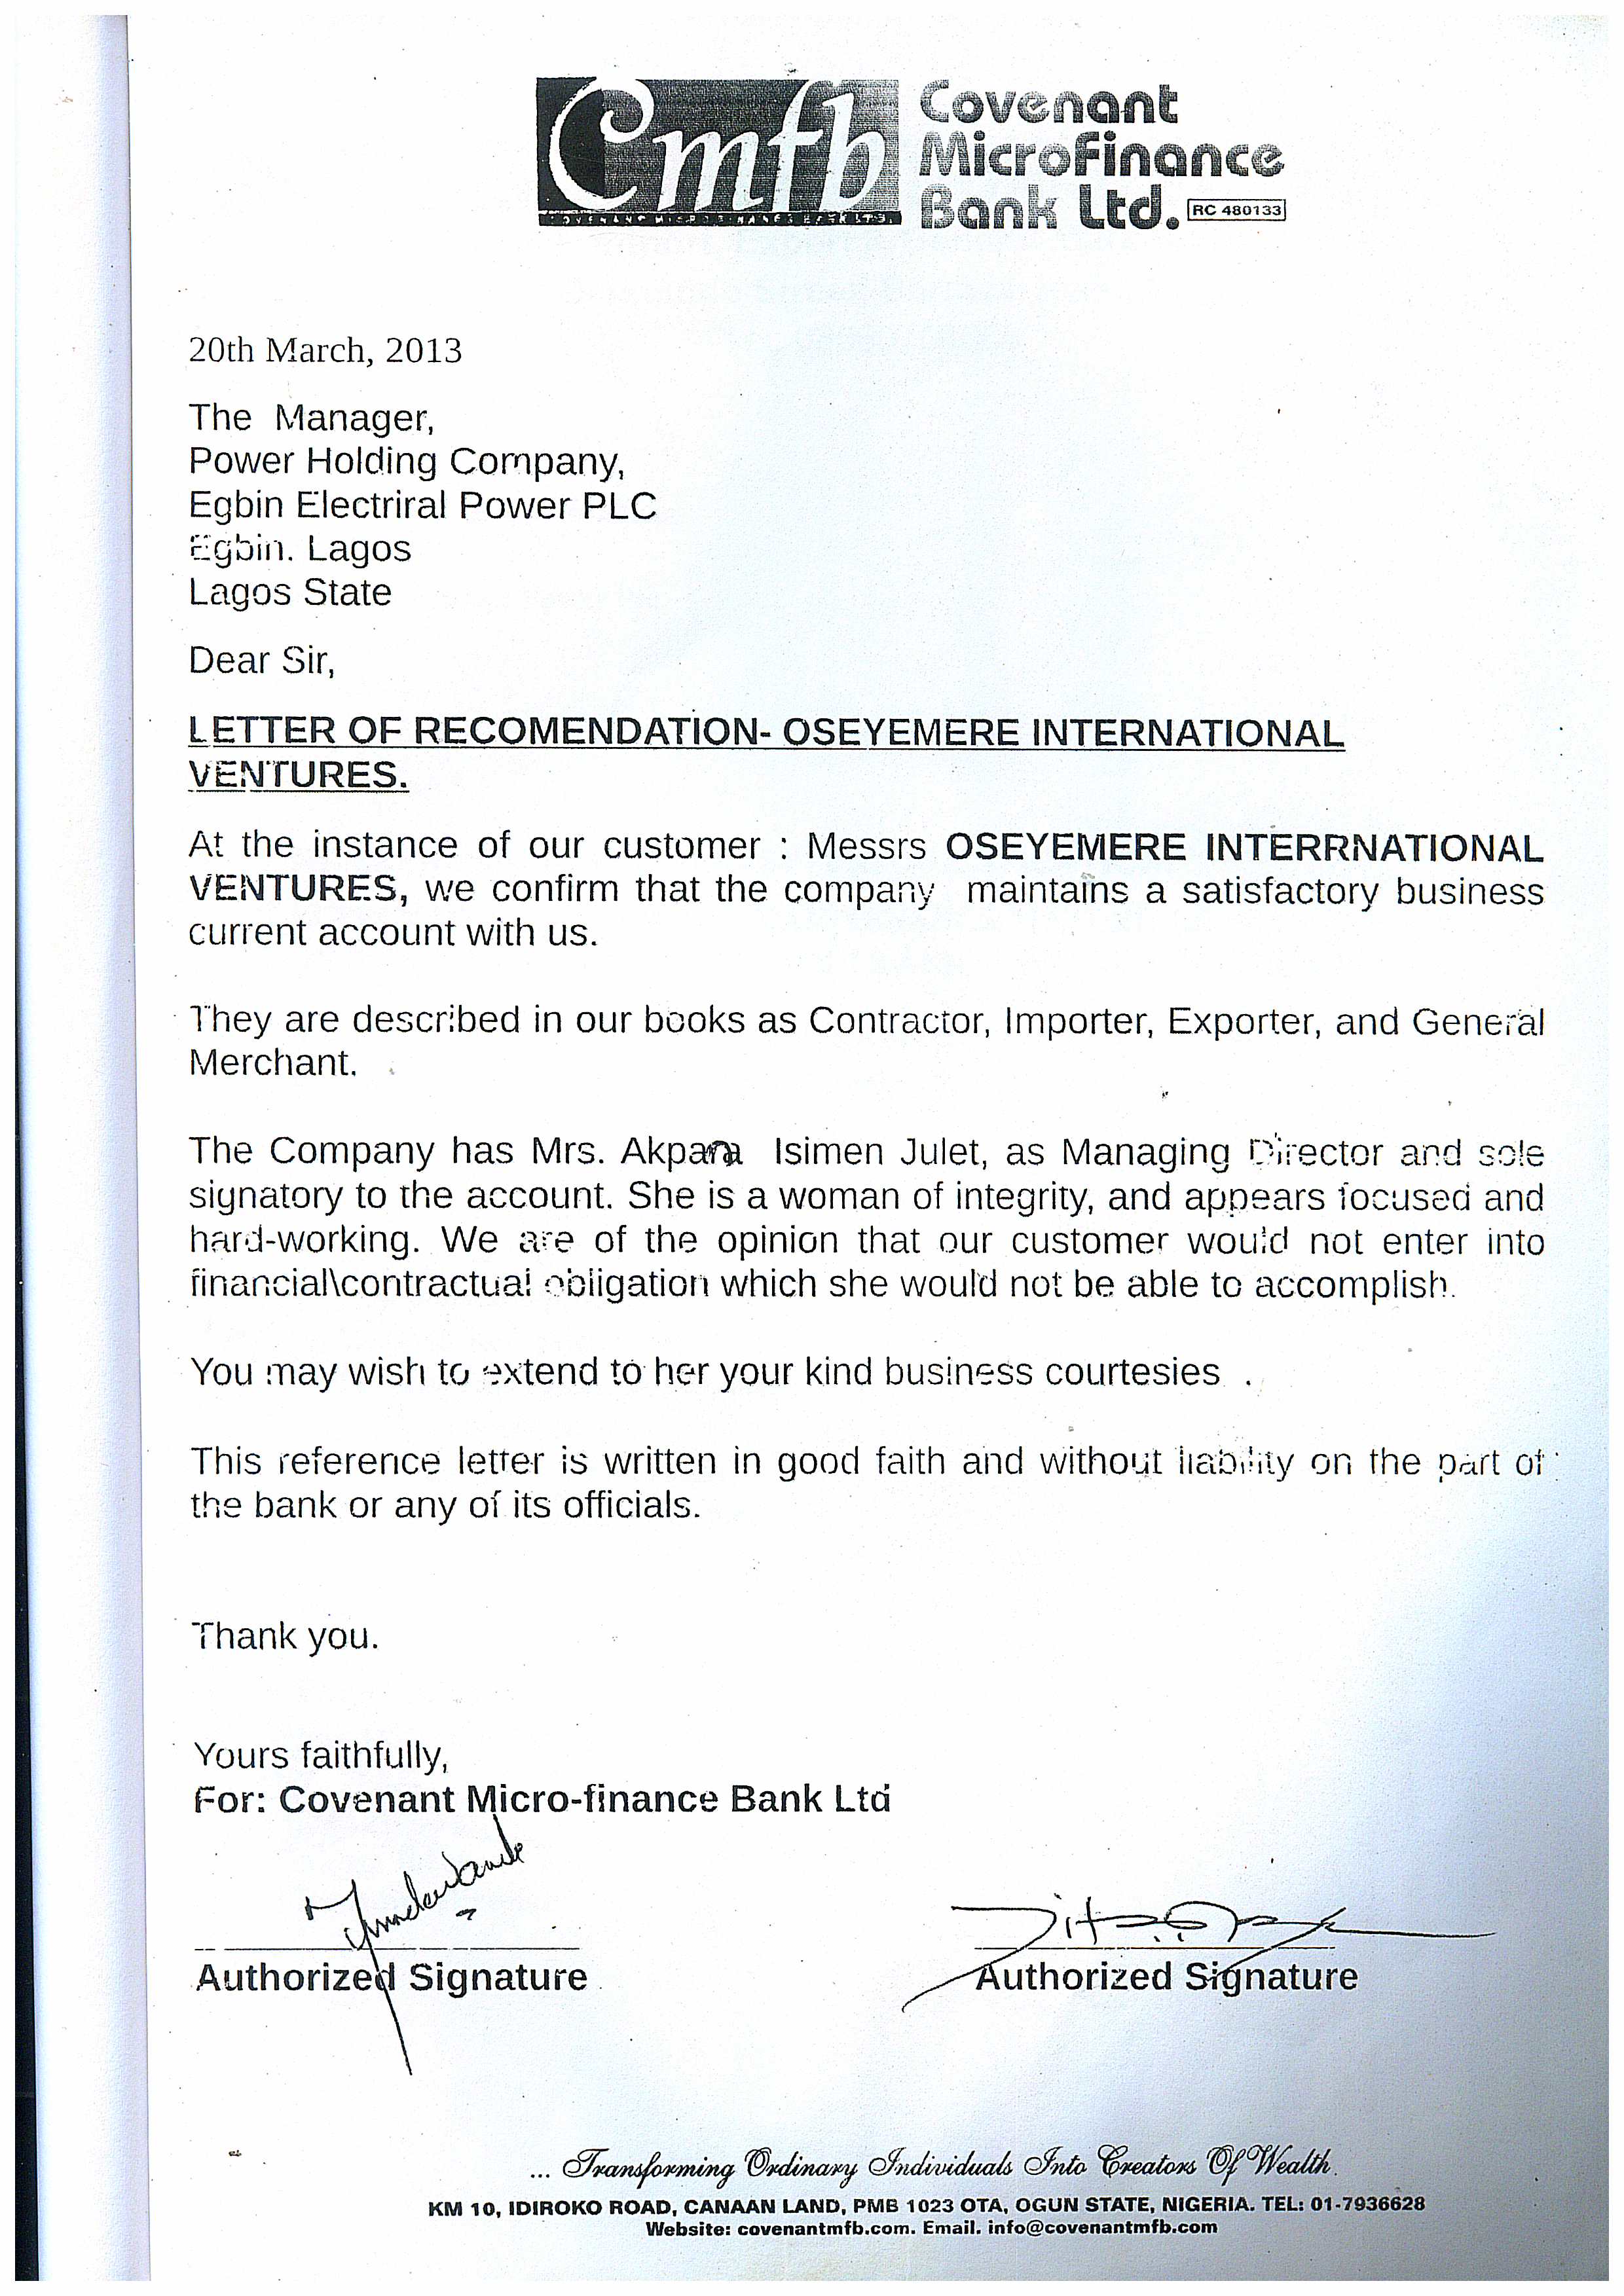 Cmfb
COVENANT MICROFINANCE BANK LTD.
Covenant
MicroFinance
Bank Ltd. RC 480133
20th March, 2013
The Manager,
Power Holding Company,
Egbin Electriral Power PLC
Egbin. Lagos
Lagos State
Dear Sir,
LETTER OF RECOMENDATION- OSEYEMERE INTERNATIONAL
VENTURES.
At the instance of our customer : Messrs OSEYEMERE INTERRNATIONAL
VENTURES, we confirm that the company maintains a satisfactory business
current account with us.
They are described in our books as Contractor, Importer, Exporter, and General
Merchant.
The Company has Mrs. Akpara Isimen Julet, as Managing Director and sole
signatory to the account. She is a woman of integrity, and appears focused and
hard-working. We are of the opinion that our customer would not enter into
financial\contractual obligation which she would not be able to accomplish.
You may wish to extend to her your kind business courtesies .
This reference letter is written in good faith and without liability on the part of
the bank or any of its officials.
Thank you.
Yours faithfully,
For: Covenant Micro-finance Bank Ltd
Authorized Signature Authorized Signature
... Transforming Ordinary Individuals Into Creators Of Wealth.
KM 10, IDIROKO ROAD, CANAAN LAND, PMB 1023 OTA, OGUN STATE, NIGERIA. TEL: 01-7936628
Website: covenantmfb.com. Email. info@covenantmfb.com